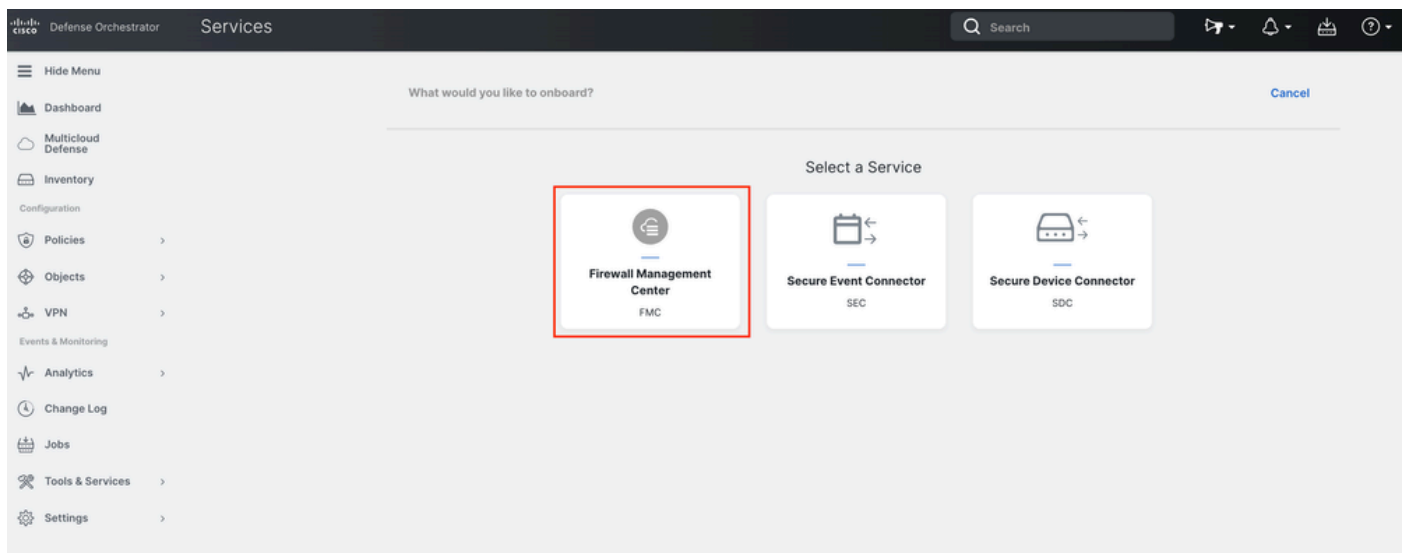 CISCO Defense Orchestrator Services Search
Hide Menu
What would you like to onboard? Cancel
Dashboard
Multicloud
Defense
Inventory
Select a Service
Configuration
Policies
Objects
VPN
Events & Monitoring
Analytics
Change Log
Jobs
Tools & Services
Settings
Firewall Management
Center
FMC
Secure Event Connector
SEC
Secure Device Connector
SDC